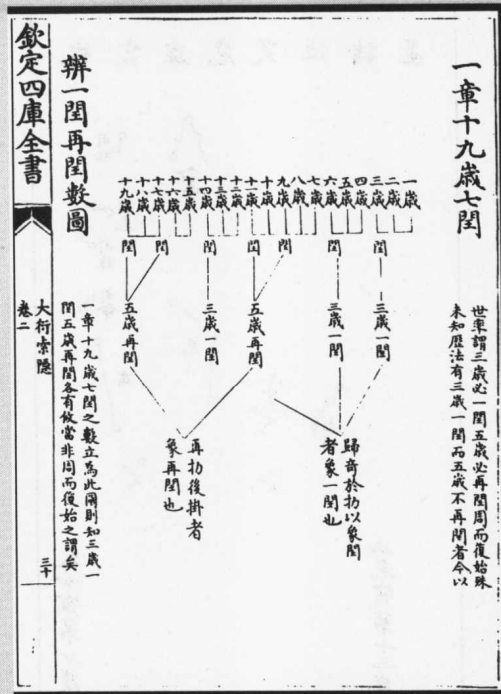 一章十九歲七閏
世率謂三歲必一閏五歲必再閏周而復始殊
未知曆法有三歲一閏而五歲不再閏者今以
一歲
二歲
三歲
四歲
五歲
六歲
七歲
八歲
九歲
十歲
十一歲
十二歲
十三歲
十四歲
十五歲
十六歲
十七歲
十八歲
十九歲
閏
閏
閏
閏
閏
閏
閏
三歲一閏
三歲一閏
五歲再閏
三歲一閏
五歲再閏
歸奇於扐以象閏
者象一閏也
再扐後掛者
象再閏也
一章十九歲七閏之數立為此圖則知三歲一
閏五歲再閏各有攸當非周而復始之謂矣
辨一閏再閏數圖
欽定四庫全書
大衍索隱
卷二
三十